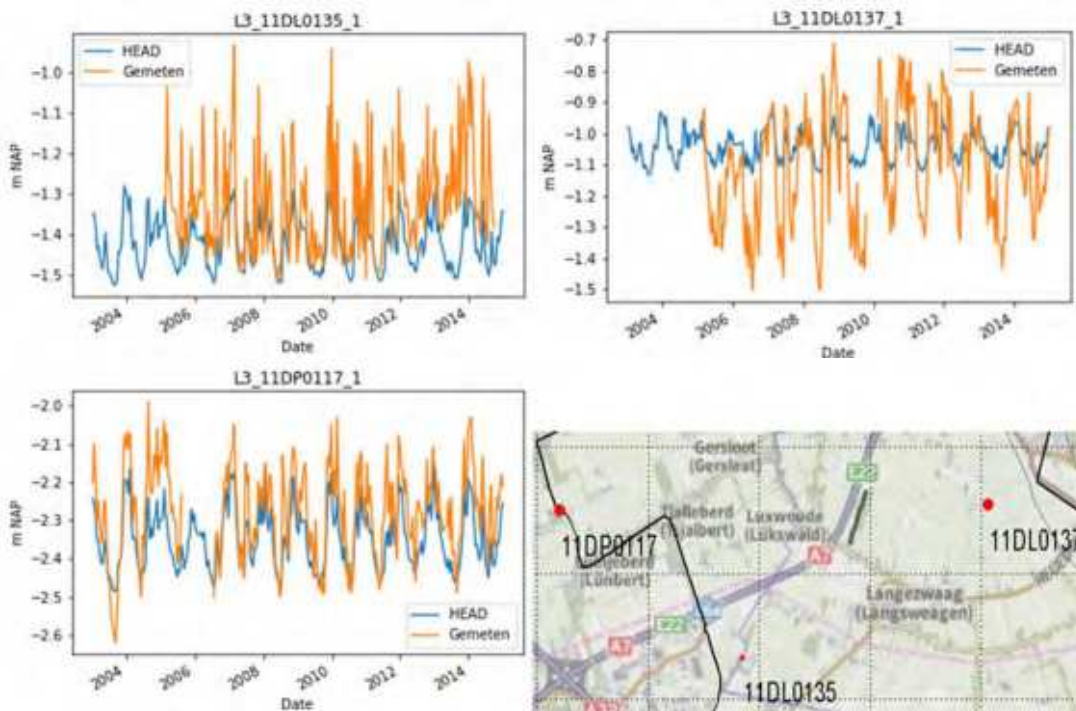 L3_11DL0135_1
HEAD
Gemeten
m NAP
−1.0
−1.1
−1.2
−1.3
−1.4
−1.5
2004
2006
2008
2010
2012
2014
Date
L3_11DL0137_1
HEAD
Gemeten
m NAP
−0.7
−0.8
−0.9
−1.0
−1.1
−1.2
−1.3
−1.4
−1.5
2004
2006
2008
2010
2012
2014
Date
L3_11DP0117_1
HEAD
Gemeten
m NAP
−2.0
−2.1
−2.2
−2.3
−2.4
−2.5
−2.6
2004
2006
2008
2010
2012
2014
Date
Gersloot
(Gersleat)
E22
Tjalleberd
(Tjalbert)
Luxwoude
(Lukswâld)
11DP0117
11DL0137
A7
Langezwaag
(Langsweagen)
E22
A7
11DL0135